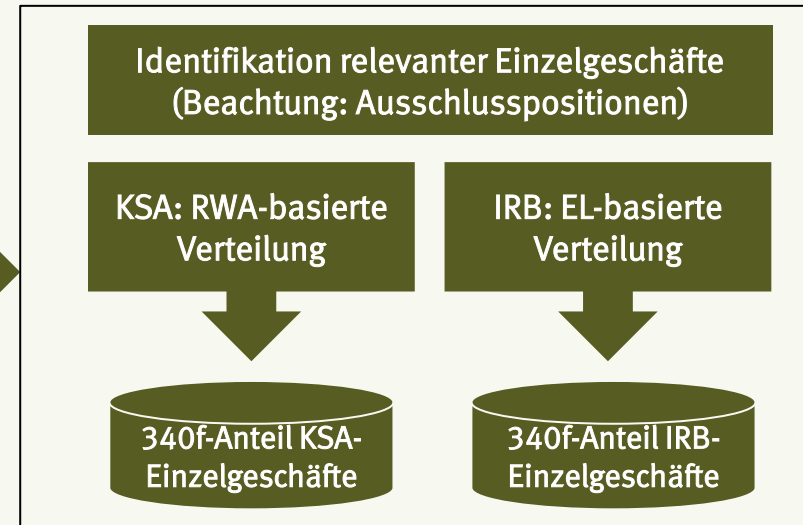 Identifikation relevanter Einzelgeschäfte
(Beachtung: Ausschlusspositionen)
KSA: RWA-basierte
Verteilung
IRB: EL-basierte
Verteilung
340f-Anteil KSA-
Einzelgeschäfte
340f-Anteil IRB-
Einzelgeschäfte